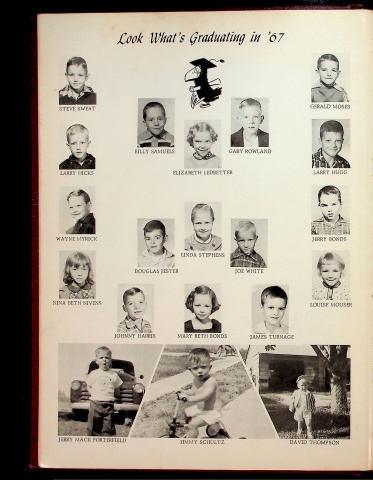 Look What's Graduating in '67
STEVE SWEAT
GERALD MOSES
BILLY SAMUELS
GARY ROWLAND
ELIZABETH LEDBETTER
LARRY HICKS
LARRY HUGG
WAYNE MYRICK
LINDA STEPHENS
JERRY BONDS
DOUGLAS JESTER
JOE WHITE
NINA BETH NIVENS
LOUISE MOUSER
JOHNNY HARRIS
MARY BETH BONDS
JAMES TURNAGE
JERRY MACK PORTERFIELD
JIMMY SCHULTZ
DAVID THOMPSON